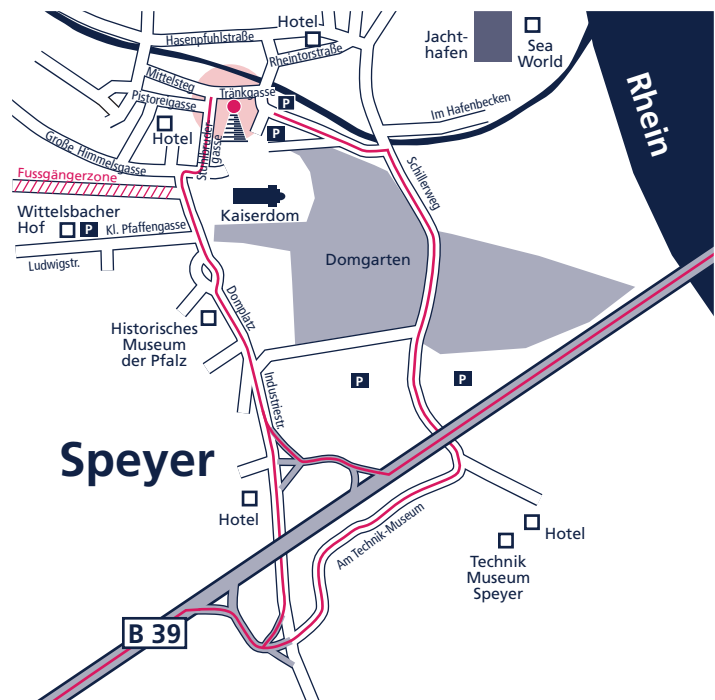 Hotel
Hasenpfuhlstraße
Rheintorstraße
Jacht-
hafen
Sea
World
Rhein
Mittelsteg
Tränkgasse
Pistoreigasse
P
Im Hafenbecken
P
Hotel
Stuhlbruder-
gasse
Große Himmelsgasse
Fussgängerzone
Schillerweg
Kaiserdom
Wittelsbacher
Hof
P
Kl. Pfaffengasse
Ludwigstr.
Domgarten
Domplatz
Historisches
Museum
der Pfalz
P
P
Industriestr.
Speyer
Hotel
Am Technik-Museum
Hotel
Technik
Museum
Speyer
B 39